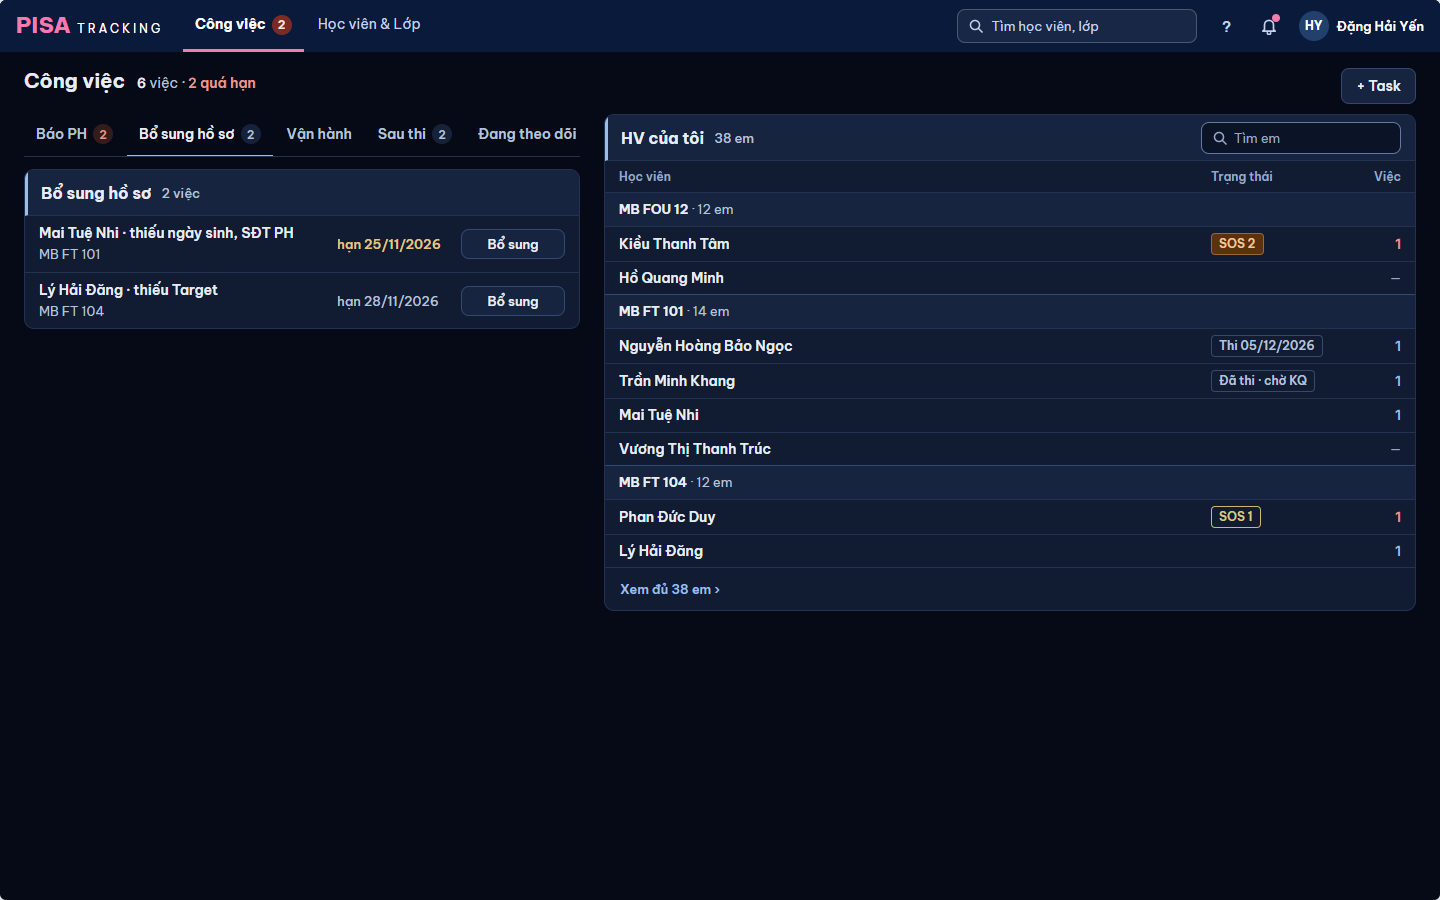 PISA TRACKING
Công việc 2
Học viên & Lớp
Tìm học viên, lớp
?
HY Đặng Hải Yến
Công việc 6 việc · 2 quá hạn
+ Task
Báo PH 2
Bổ sung hồ sơ 2
Vận hành
Sau thi 2
Đang theo dõi
Bổ sung hồ sơ 2 việc
Mai Tuệ Nhi · thiếu ngày sinh, SĐT PH
MB FT 101
hạn 25/11/2026
Bổ sung
Lý Hải Đăng · thiếu Target
MB FT 104
hạn 28/11/2026
Bổ sung
HV của tôi 38 em
Tìm em
Học viên Trạng thái Việc
MB FOU 12 · 12 em
Kiều Thanh Tâm SOS 2 1
Hồ Quang Minh –
MB FT 101 · 14 em
Nguyễn Hoàng Bảo Ngọc Thi 05/12/2026 1
Trần Minh Khang Đã thi · chờ KQ 1
Mai Tuệ Nhi 1
Vương Thị Thanh Trúc –
MB FT 104 · 12 em
Phan Đức Duy SOS 1 1
Lý Hải Đăng 1
Xem đủ 38 em ›